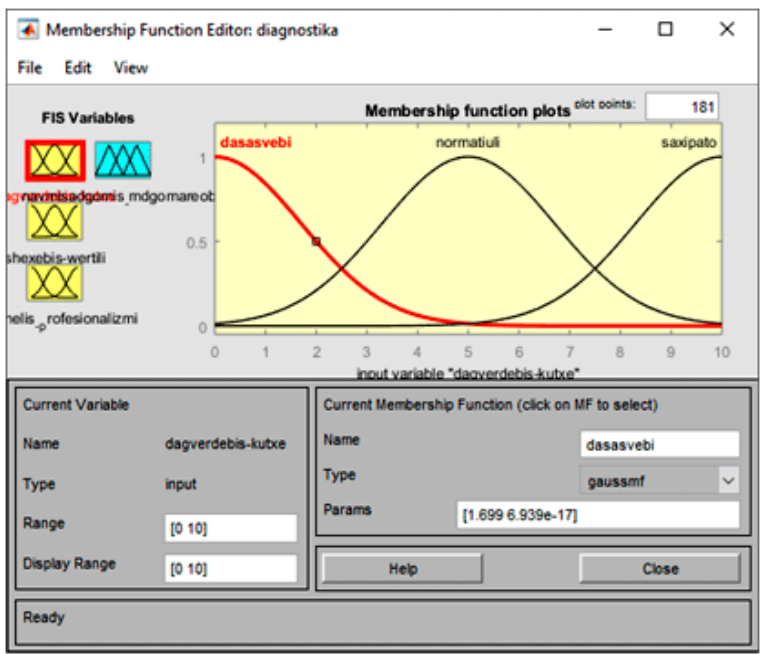 Membership Function Editor: diagnostika
File Edit View
FIS Variables
Membership function plots plot points: 181
dasasvebi normatiuli saxipato
1
0.5
0
0 1 2 3 4 5 6 7 8 9 10
input variable "dagverdebis-kutxe"
mdgomareob
shexebis-wertili
nelis_profesionalizmi
Current Variable
Name dagverdebis-kutxe
Type input
Range [0 10]
Display Range [0 10]
Current Membership Function (click on MF to select)
Name dasasvebi
Type gaussmf
Params [1.699 6.939e-17]
Help Close
Ready